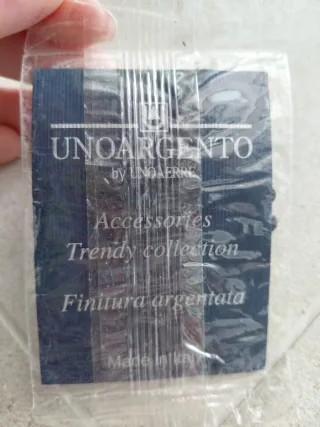 UNOARGENTO
by UNOAERRE
Accessories
Trendy collection
Finitura argentata
Made in Italy